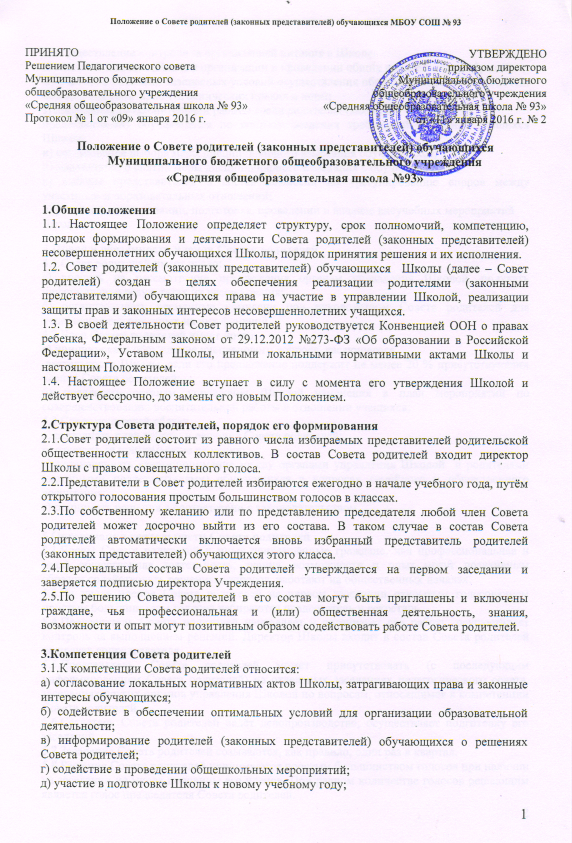 Положение о Совете родителей (законных представителей) обучающихся МБОУ СОШ № 93
ПРИНЯТО
Решением Педагогического совета
Муниципального бюджетного
общеобразовательного учреждения
«Средняя общеобразовательная школа № 93»
Протокол № 1 от «09» января 2016 г.
УТВЕРЖДЕНО
приказом директора
Муниципального бюджетного
общеобразовательного учреждения
«Средняя общеобразовательная школа № 93»
января 2016 г. № 2
Положение о Совете родителей (законных представителей) обучающихся
Муниципального бюджетного общеобразовательного учреждения
«Средняя общеобразовательная школа №93»
1.Общие положения
1.1. Настоящее Положение определяет структуру, срок полномочий, компетенцию,
порядок формирования и деятельности Совета родителей (законных представителей)
несовершеннолетних обучающихся Школы, порядок принятия решения и их исполнения.
1.2. Совет родителей (законных представителей) обучающихся Школы (далее – Совет
родителей) создан в целях обеспечения реализации родителями (законными
представителями) обучающихся права на участие в управлении Школой, реализации
защиты прав и законных интересов несовершеннолетних учащихся.
1.3. В своей деятельности Совет родителей руководствуется Конвенцией ООН о правах
ребенка, Федеральным законом от 29.12.2012 №273-ФЗ «Об образовании в Российской
Федерации», Уставом Школы, иными локальными нормативными актами Школы и
настоящим Положением.
1.4. Настоящее Положение вступает в силу с момента его утверждения Школой и
действует бессрочно, до замены его новым Положением.
2.Структура Совета родителей, порядок его формирования
2.1.Совет родителей состоит из равного числа избираемых представителей родительской
общественности классных коллективов. В состав Совета родителей входит директор
Школы с правом совещательного голоса.
2.2.Представители в Совет родителей избираются ежегодно в начале учебного года, путём
открытого голосования простым большинством голосов в классах.
2.3.По собственному желанию или по представлению председателя любой член Совета
родителей может досрочно выйти из его состава. В таком случае в состав Совета
родителей автоматически включается вновь избранный представитель родителей
(законных представителей) обучающихся этого класса.
2.4.Персональный состав Совета родителей утверждается на первом заседании и
заверяется подписью директора Учреждения.
2.5.По решению Совета родителей в его состав могут быть приглашены и включены
граждане, чья профессиональная и (или) общественная деятельность, знания,
возможности и опыт могут позитивным образом содействовать работе Совета родителей.
3.Компетенция Совета родителей
3.1.К компетенции Совета родителей относится:
а) согласование локальных нормативных актов Школы, затрагивающих права и законные
интересы обучающихся;
б) содействие в обеспечении оптимальных условий для организации образовательной
деятельности;
в) информирование родителей (законных представителей) обучающихся о решениях
Совета родителей;
г) содействие в проведении общешкольных мероприятий;
д) участие в подготовке Школы к новому учебному году;
1